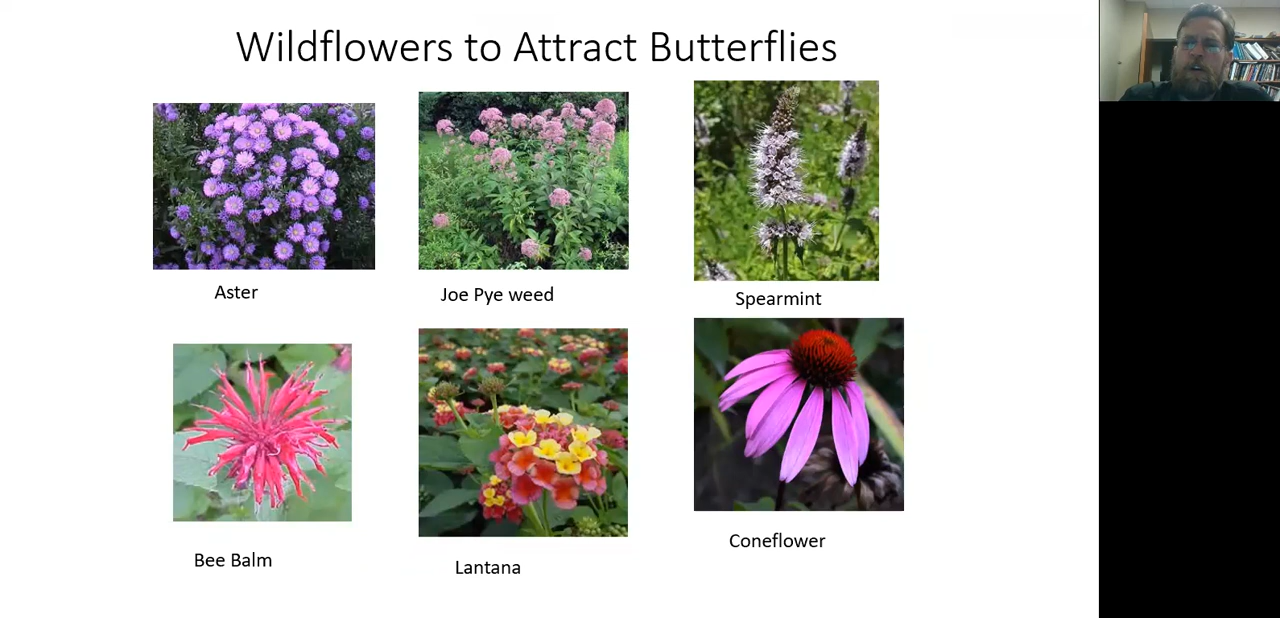 Wildflowers to Attract Butterflies
Aster
Joe Pye weed
Spearmint
Bee Balm
Lantana
Coneflower